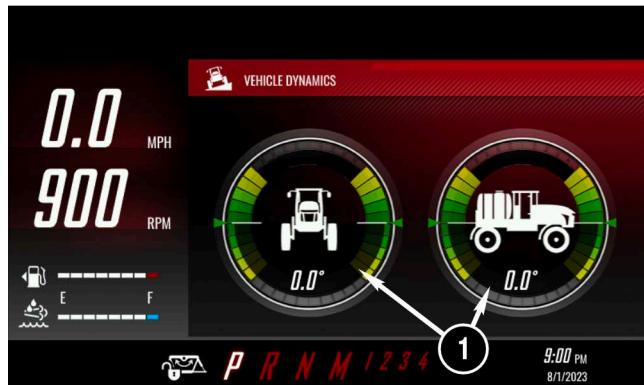 VEHICLE DYNAMICS
0.0 MPH
900 RPM
0.0° 0.0°
E F
1
P R N M 1 2 3 4
9:00 PM
8/1/2023